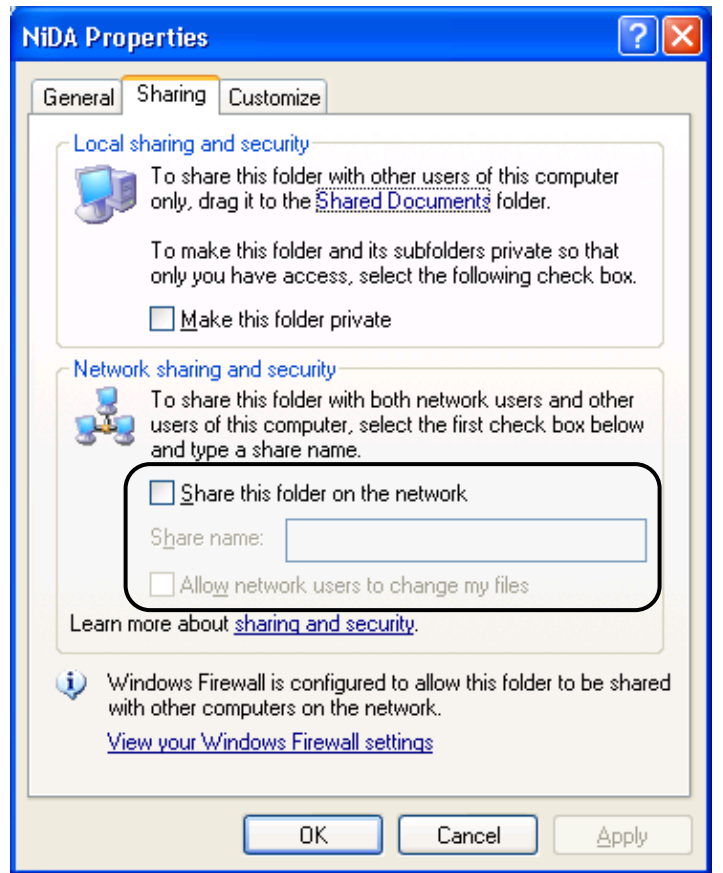 NiDA Properties
General Sharing Customize
Local sharing and security
To share this folder with other users of this computer
only, drag it to the Shared Documents folder.
To make this folder and its subfolders private so that
only you have access, select the following check box.
Make this folder private
Network sharing and security
To share this folder with both network users and other
users of this computer, select the first check box below
and type a share name.
Share this folder on the network
Share name:
Allow network users to change my files
Learn more about sharing and security.
Windows Firewall is configured to allow this folder to be shared
with other computers on the network.
View your Windows Firewall settings
OK Cancel Apply